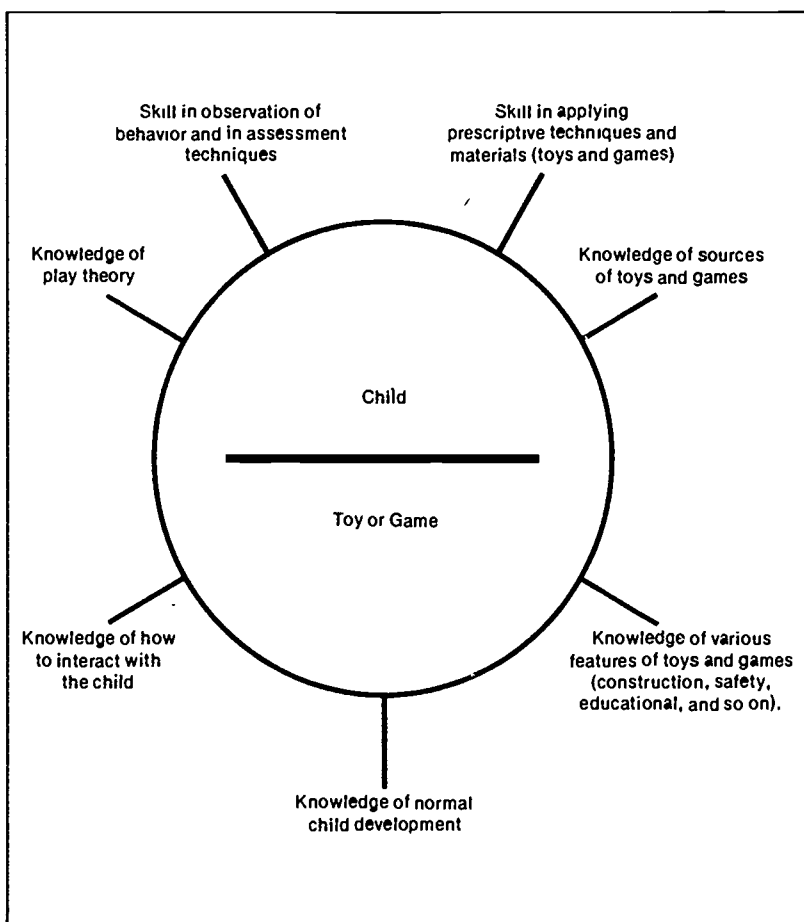 Skill in observation of
behavior and in assessment
techniques
Skill in applying
prescriptive techniques and
materials (toys and games)
Knowledge of
play theory
Knowledge of sources
of toys and games
Child
Toy or Game
Knowledge of how
to interact with
the child
Knowledge of various
features of toys and games
(construction, safety,
educational, and so on).
Knowledge of normal
child development